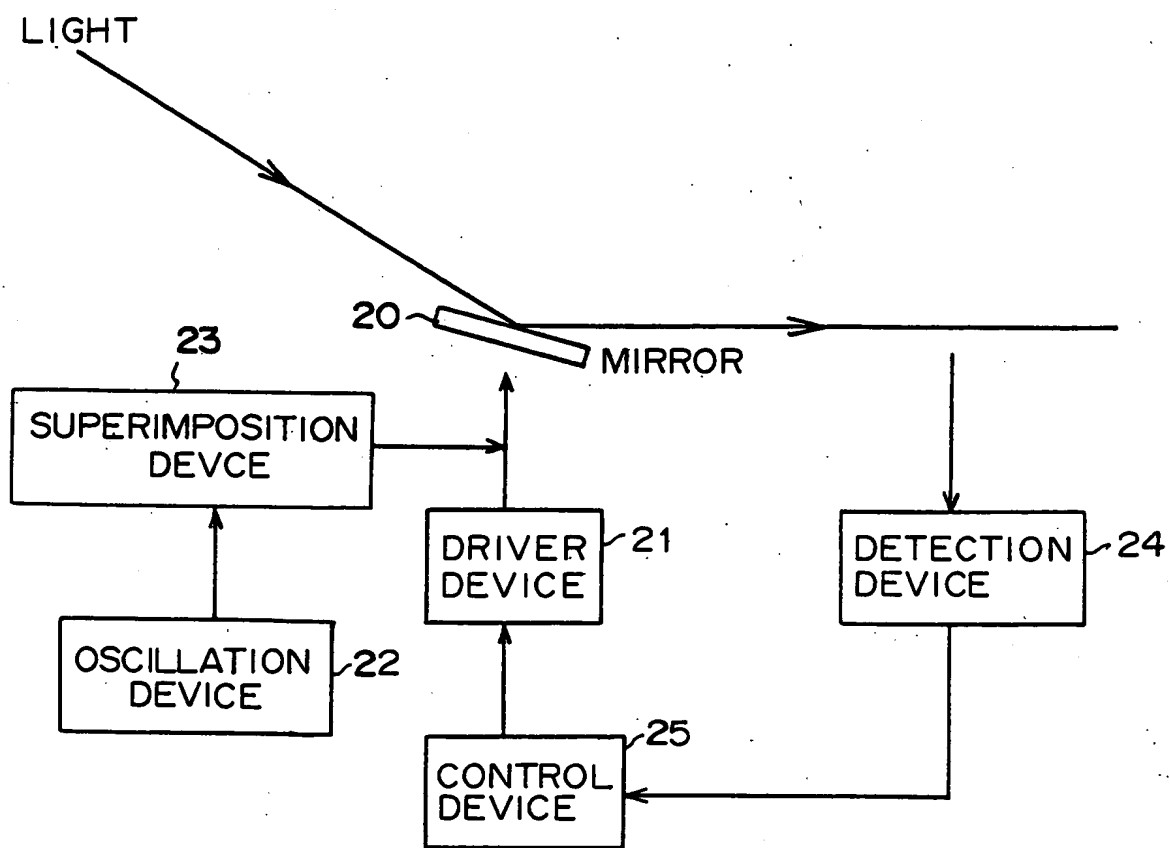 LIGHT
20
MIRROR
23
SUPERIMPOSITION
DEVCE
DRIVER
DEVICE
21
DETECTION
DEVICE
24
OSCILLATION
DEVICE
22
25
CONTROL
DEVICE